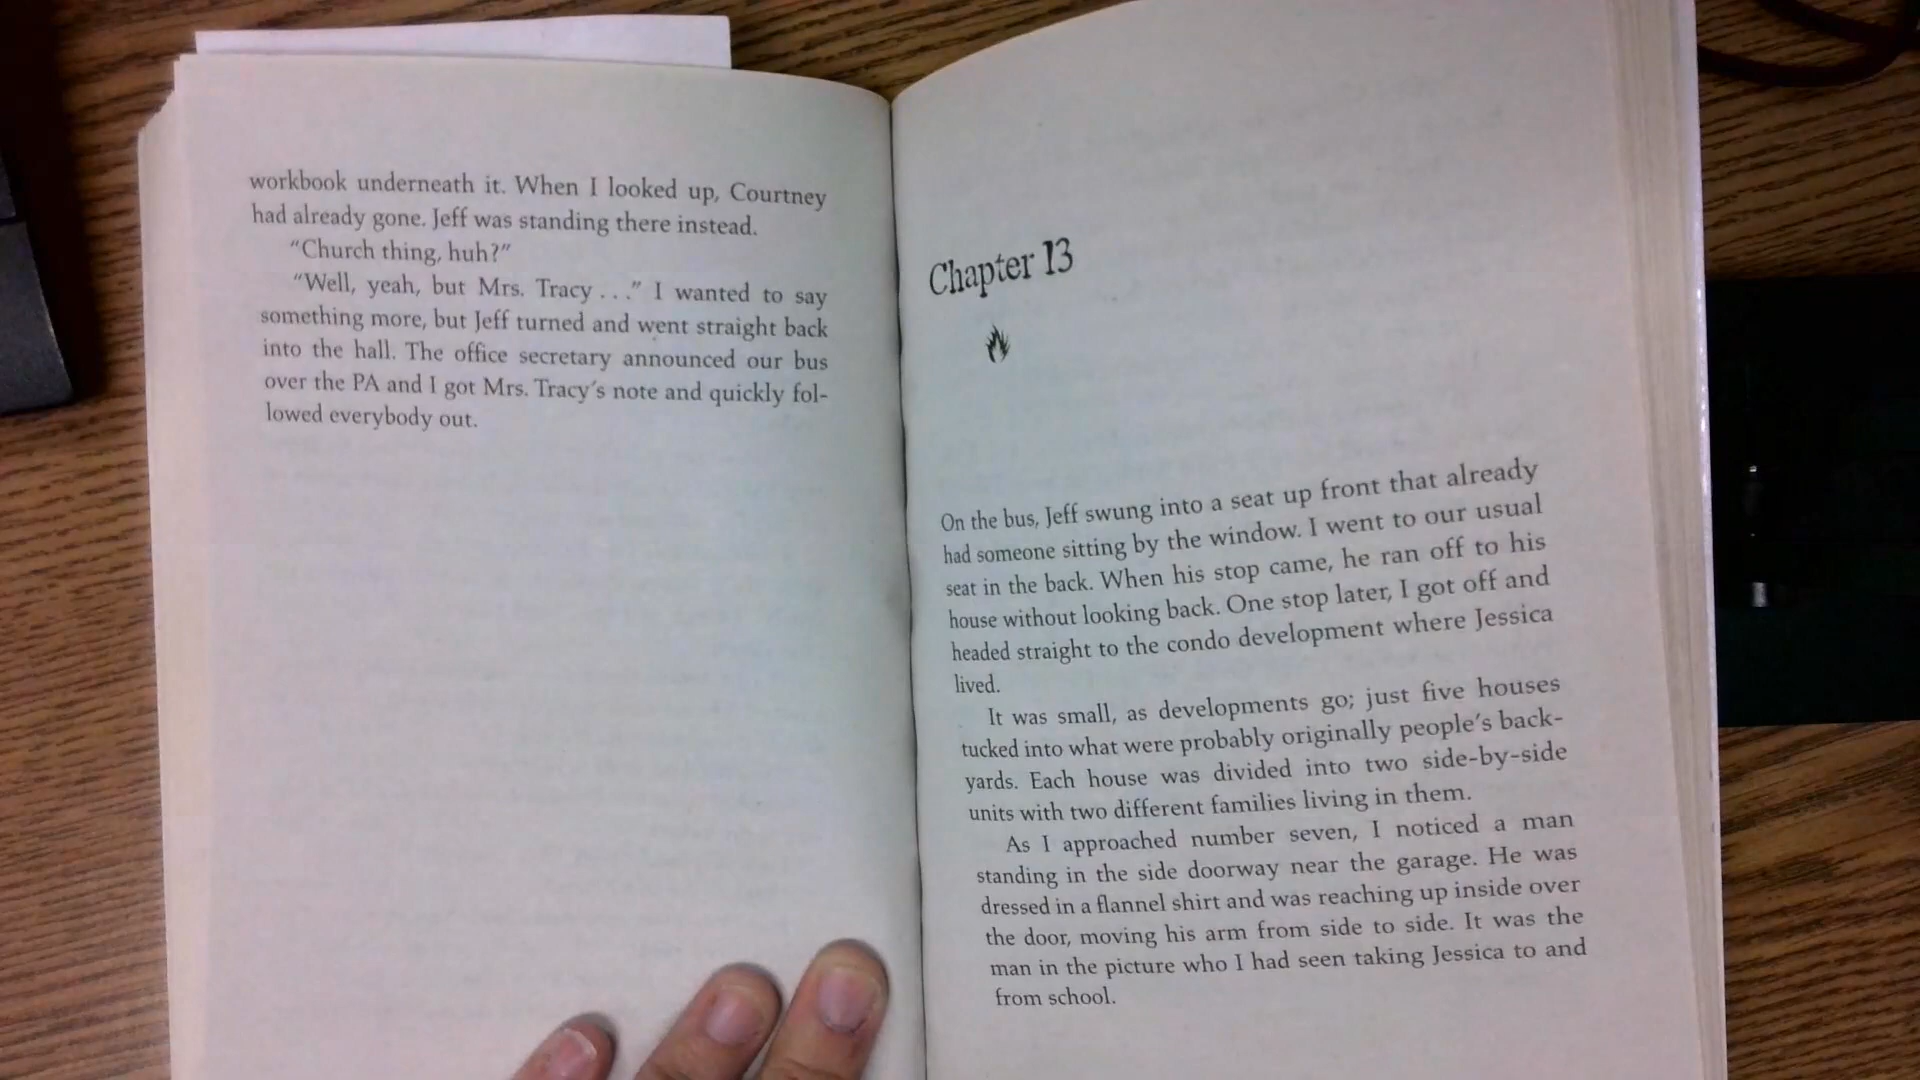 workbook underneath it. When I looked up, Courtney
had already gone. Jeff was standing there instead.
“Church thing, huh?”
“Well, yeah, but Mrs. Tracy . . .” I wanted to say
something more, but Jeff turned and went straight back
into the hall. The office secretary announced our bus
over the PA and I got Mrs. Tracy’s note and quickly fol-
lowed everybody out.
Chapter 13
On the bus, Jeff swung into a seat up front that already
had someone sitting by the window. I went to our usual
seat in the back. When his stop came, he ran off to his
house without looking back. One stop later, I got off and
headed straight to the condo development where Jessica
lived.
It was small, as developments go; just five houses
tucked into what were probably originally people’s back-
yards. Each house was divided into two side-by-side
units with two different families living in them.
As I approached number seven, I noticed a man
standing in the side doorway near the garage. He was
dressed in a flannel shirt and was reaching up inside over
the door, moving his arm from side to side. It was the
man in the picture who I had seen taking Jessica to and
from school.